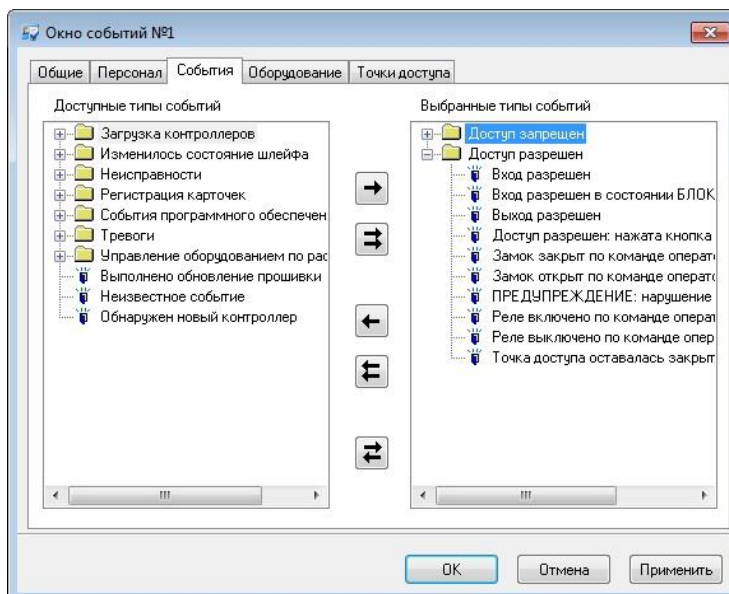 Окно событий №1
Общие
Персонал
События
Оборудование
Точки доступа
Доступные типы событий
Загрузка контроллеров
Изменилось состояние шлейфа
Неисправности
Регистрация карточек
События программного обеспечен
Тревоги
Управление оборудованием по рас
Выполнено обновление прошивки
Неизвестное событие
Обнаружен новый контроллер
Выбранные типы событий
Доступ запрещен
Доступ разрешен
Вход разрешен
Вход разрешен в состоянии БЛОК
Выход разрешен
Доступ разрешен: нажата кнопка
Замок закрыт по команде операто
Замок открыт по команде операто
ПРЕДУПРЕЖДЕНИЕ: нарушение
Реле включено по команде операт
Реле выключено по команде опер
Точка доступа оставалась закрыт
OK
Отмена
Применить